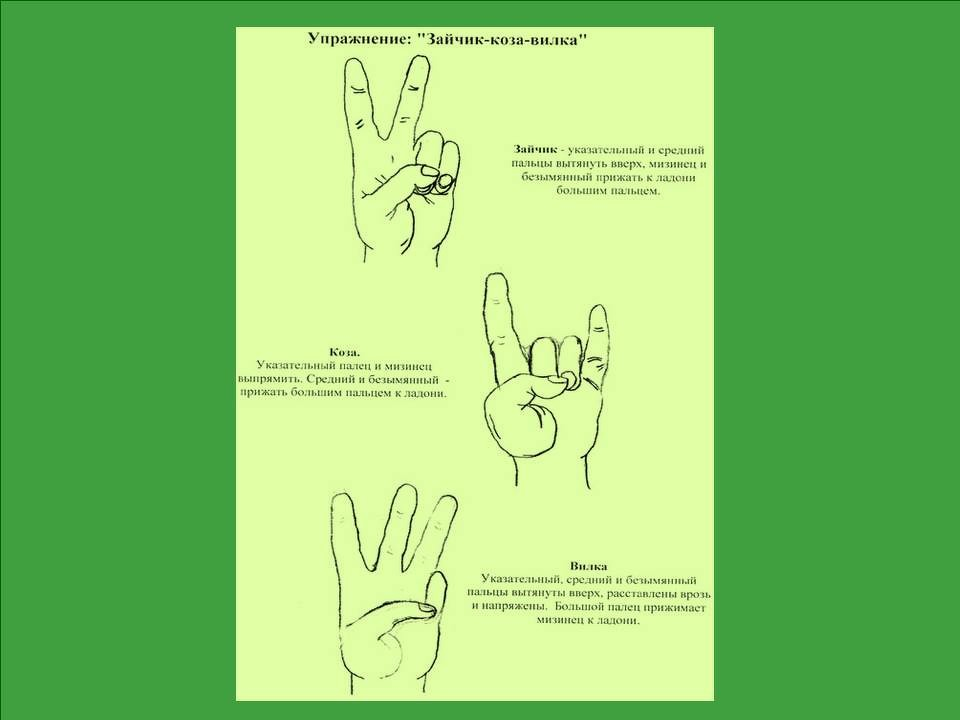 Упражнение: "Зайчик-коза-вилка"
Зайчик - указательный и средний
пальцы вытянуть вверх, мизинец и
безымянный прижать к ладони
большим пальцем.
Коза.
Указательный палец и мизинец
выпрямить. Средний и безымянный -
прижать большим пальцем к ладони.
Вилка
Указательный, средний и безымянный
пальцы вытянуты вверх, расставлены врозь
и напряжены. Большой палец прижимает
мизинец к ладони.